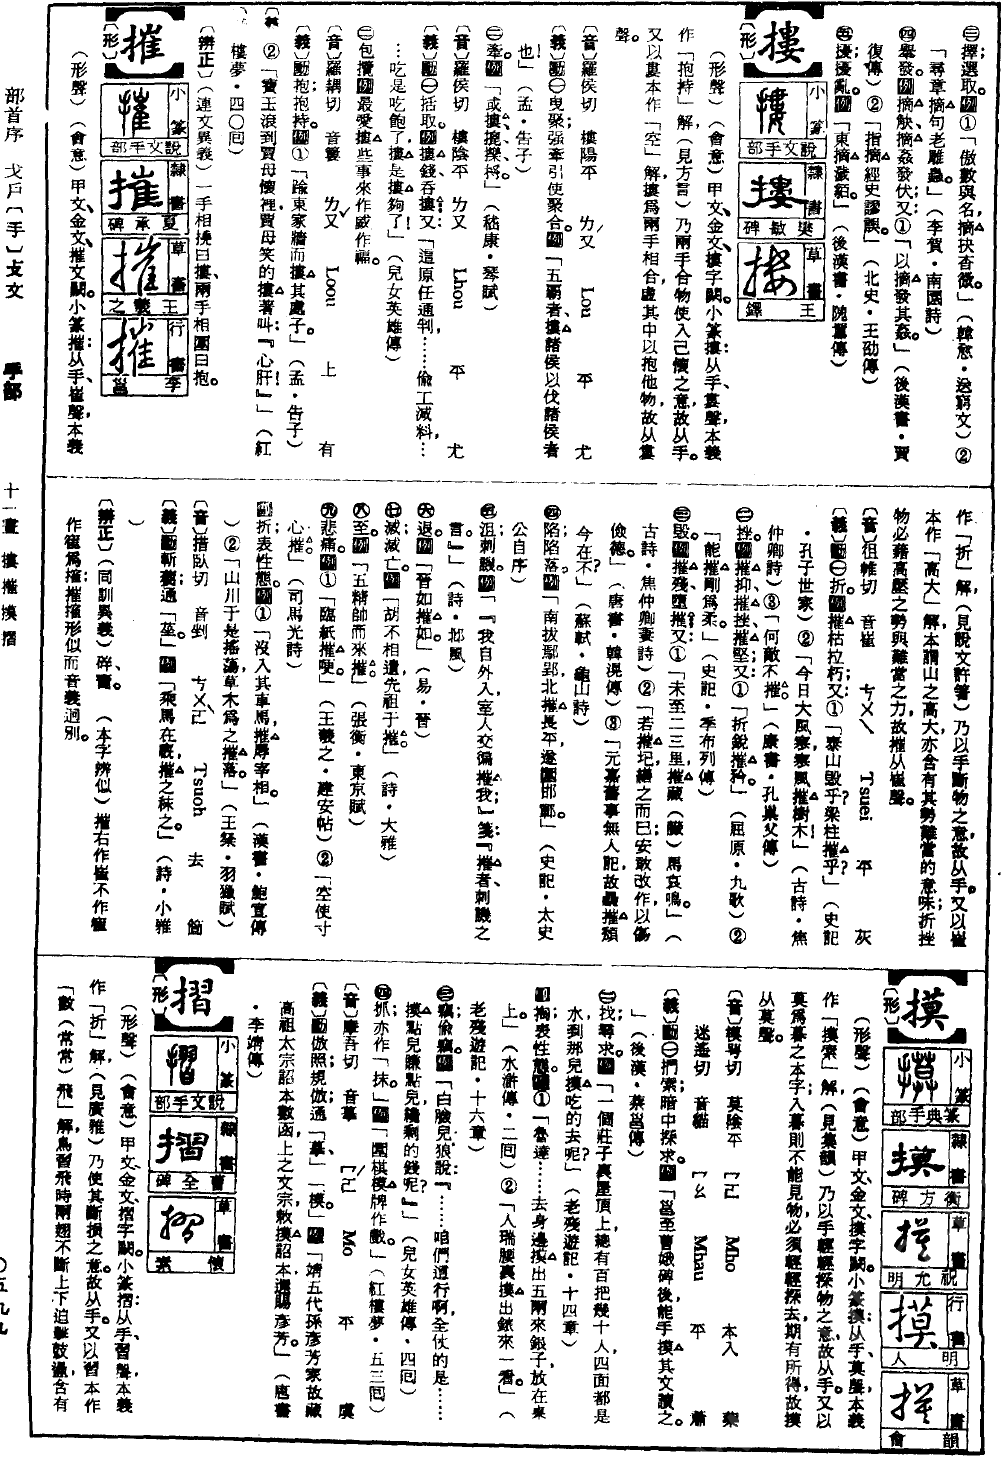 ㊂擇選取。例①「傲數與名，摘抉杳微。」（韓愈・送窮文）②
「尋章摘句老雕蟲。」（李賀・南園詩）
㊃舉發。例摘觖；摘姦發伏；又：①「以摘發其姦。」（後漢書・賈
復傳）②「指摘經史謬誤。」（北史・王劭傳）
㊄擾；擾亂。例「東摘濊貊。」（後漢書・隗囂傳）
摟
〔形〕
小篆 說文手部
隸書 樊敏碑
草書 王鐸
（形聲）（會意）甲文、金文、摟字闕。小篆摟：从手、婁聲，本義
作「抱持」解，（見方言）乃兩手合物使入己懷之意，故从手。
又以婁本作「空」解，摟爲兩手相合，虛其中以抱他物，故从婁
聲。
〔音〕羅侯切　樓陽平　ㄌㄡˊ　Lou　平　尤
〔義〕動㊀曳聚；强牽引使聚合。例「五霸者，摟諸侯以伐諸侯者
也！」（孟・告子）
㊁牽。例「或摟搊擽捋。」（嵇康・琴賦）
〔音〕羅侯切　樓陰平　ㄌㄡ　Lhou　平　尤
〔義〕動㊀括取。例摟錢；吞摟；又：「這原任通判……偷工減料，…
…吃是吃飽了，摟是摟夠了！」（兒女英雄傳）
㊁包攬。例最愛摟些事來作威作福。
〔音〕羅耦切　音簍　ㄌㄡˇ　Loou　上　有
〔義〕動抱；抱持。例①「踰東家牆而摟其處子。」（孟・告子）
②「寶玉滾到賈母懷裡，賈母笑的摟著叫：『心肝』」（紅
樓夢・四〇回）
〔辨正〕（連文異義）一手相撓曰摟、兩手相圍曰抱。
摧
〔形〕
小篆 說文手部
隸書 夏承碑
草書 王羲之
行書 李邕
（形聲）（會意）甲文、金文、摧文闕。小篆摧：从手、崔聲，本義
作「折」解，（見說文許箸）乃以手斷物之意，故从手。又以崔
本作「高大」解，本謂山之高大，亦含有其勢難當的意味；折挫
物必藉高壓之勢與難當之力，故摧从崔聲。
〔音〕徂帷切　音崔　ㄘㄨㄟ　Tsuei　平　灰
〔義〕動㊀折。例摧枯拉朽；又：①「泰山毀乎？梁柱摧乎？」（史記
・孔子世家）②「今日大風寒，寒風摧樹木！」（古詩・焦
仲卿詩）③「何敵不摧。」（唐書・孔巢父傳）
㊁挫。例摧抑；摧挫；摧堅；又：①「折銳摧矜。」（屈原・九歌）②
「能摧剛爲柔。」（史記・季布列傳）
㊂毀。例摧殘；墮摧；又：①「未至二三里，摧藏（臟）馬哀鳴。」（
古詩・焦仲卿妻詩）②「若摧圮，繕之而已；安敢改作以傷
儉德。」（唐書・韓滉傳）③「元嘉舊事無人記，故壘摧頹
今在不？」（蘇軾・龜山詩）
㊃陷；陷落。例「南拔鄢郢，北摧長平，遂圍邯鄲。」（史記・太史
公自序）
㊄沮；刺譏。例「『我自外入，室人交徧摧我』；箋『摧者，刺譏之
言』」（詩・邶風）
㊅退。例「晉如摧如。」（易・晉）
㊆滅；滅亡。例「胡不相遺？先祖于摧。」（詩・大雅）
㊇至。例「五精帥而來摧。」（張衡・東京賦）
㊈悲痛。例①「臨紙摧哽。」（王羲之・建安帖）②「空使寸
心摧。」（司馬光詩）
副折；表性態。例①「沒入其車馬，摧辱宰相。」（漢書・鮑宣傳
）②「山川于是搖蕩，草木爲之摧落。」（王粲・羽獵賦）
〔音〕措臥切　音剉　ㄘㄨㄛˋ　Tsuoh　去　箇
〔義〕動斬蒭，通「莝」。例「乘馬在廄，摧之秣之。」（詩・小雅
）
〔辨正〕（同訓異義）碎、䘹。　（本字辨似）摧右作崔不作寉，
作寉爲搉；摧搉形似而音義迥別。
摸
〔形〕
小篆 篆典手部
隸書 衡方碑
草書 祝允明
行書 明人
草書 韻會
（形聲）（會意）甲文、金文、摸字闕。小篆摸：从手、莫聲，本義
作「摸索」解，（見集韻）乃以手輕輕探物之意，故从手。又以
莫爲暮之本字，入暮則不能見物，必須輕輕探去，期有所得，故摸
从莫聲。
〔音〕模咢切　莫陰平　ㄇㄛ　Mho　本入　藥
迷遙切　音貓　ㄇㄠ　Mhau　平　蕭
〔義〕動㊀捫索；暗中探求。例「邕至曹娥碑後，能手摸其文讀之。
」（後漢・蔡邕傳）
㊁找尋求。例「一個莊子裏，屋頂上總有百把幾十人，四面都是
水，到那兒摸吃的去呢？」（老殘遊記・十四章）
副掏；表性態。例①「魯達……去身邊摸出五兩來銀子，放在桌
上」（水滸傳・二回）②「人瑞腰裏摸出錶來一看。」（
老殘遊記・十六章）
㊂竊；偷竊。例「白臉兒狼說：『……咱們這行啊，全仗的是……
摸點兒賺點兒纔剩的錢呢？』」（兒女英雄傳・四回）
㊃抓，亦作「抹」。例「圍棋摸牌作戲。」（紅樓夢・五三回）
〔音〕摩吾切　音摹　ㄇㄛˊ　Mo　平　虞
〔義〕動倣照規倣，通「摹」「橅」。例「靖五代孫彥芳，家故藏
高祖太宗詔本數函，上之文宗，敕摸詔本，還賜彥芳。」（唐書
・李靖傳）
摺
〔形〕
小篆 說文手部
隸書 曹全碑
草書 懷素
（形聲）（會意）甲文、金文、摺字闕。小篆摺：从手、習聲，本義
作「折」解，（見廣雅）乃使其斷損之意，故从手。又以習本作
「數（常常）飛」解，鳥習飛時兩翅不斷上下迫擊鼓盪，含有
部首序　戈戶〔手〕支文　手部　十一畫　摟摧摸摺　〇五九九